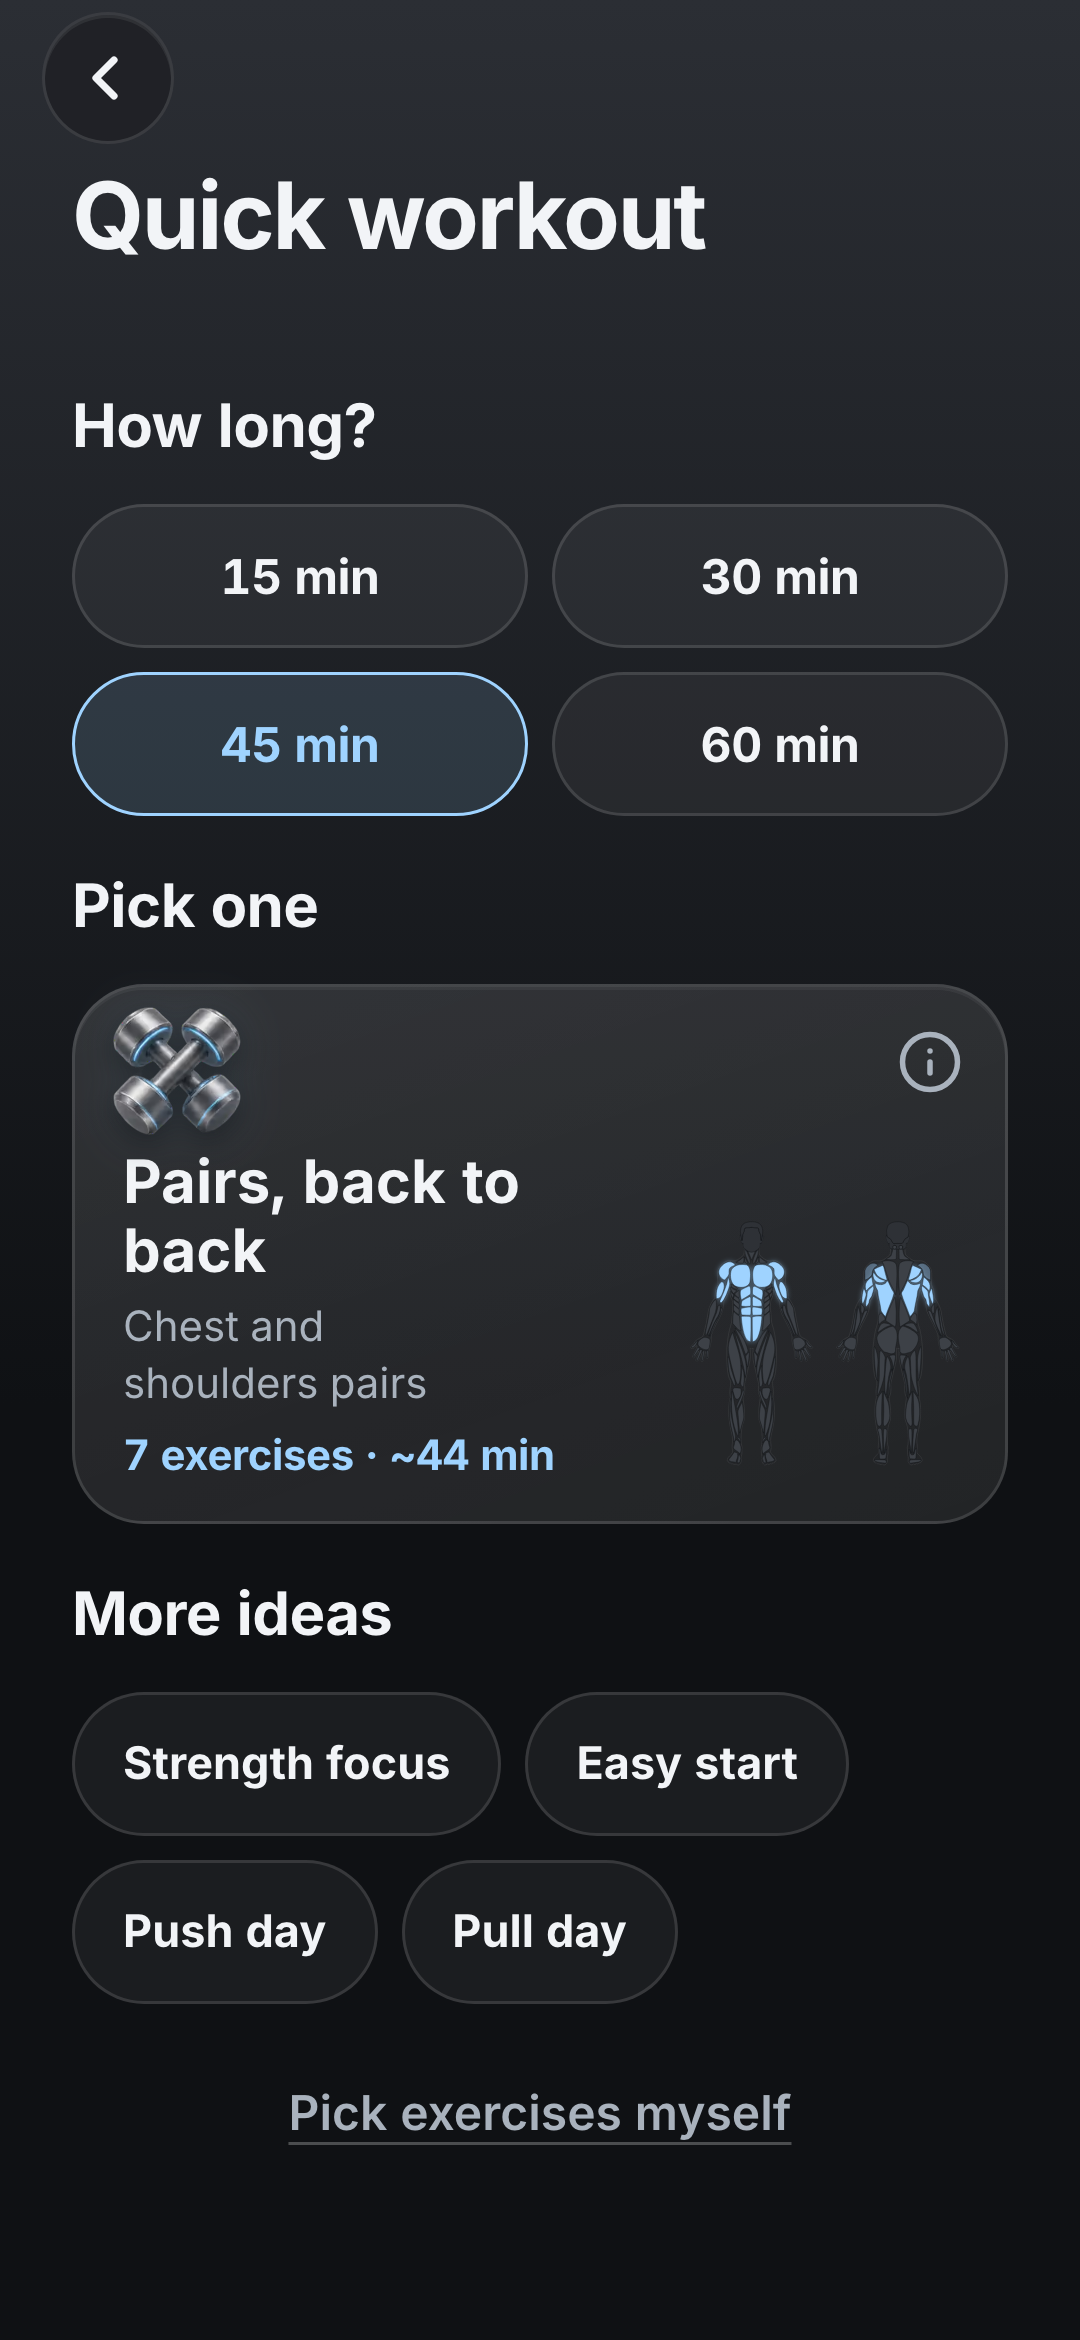 Quick workout
How long?
15 min
30 min
45 min
60 min
Pick one
Pairs, back to
back
Chest and
shoulders pairs
7 exercises · ~44 min
More ideas
Strength focus
Easy start
Push day
Pull day
Pick exercises myself